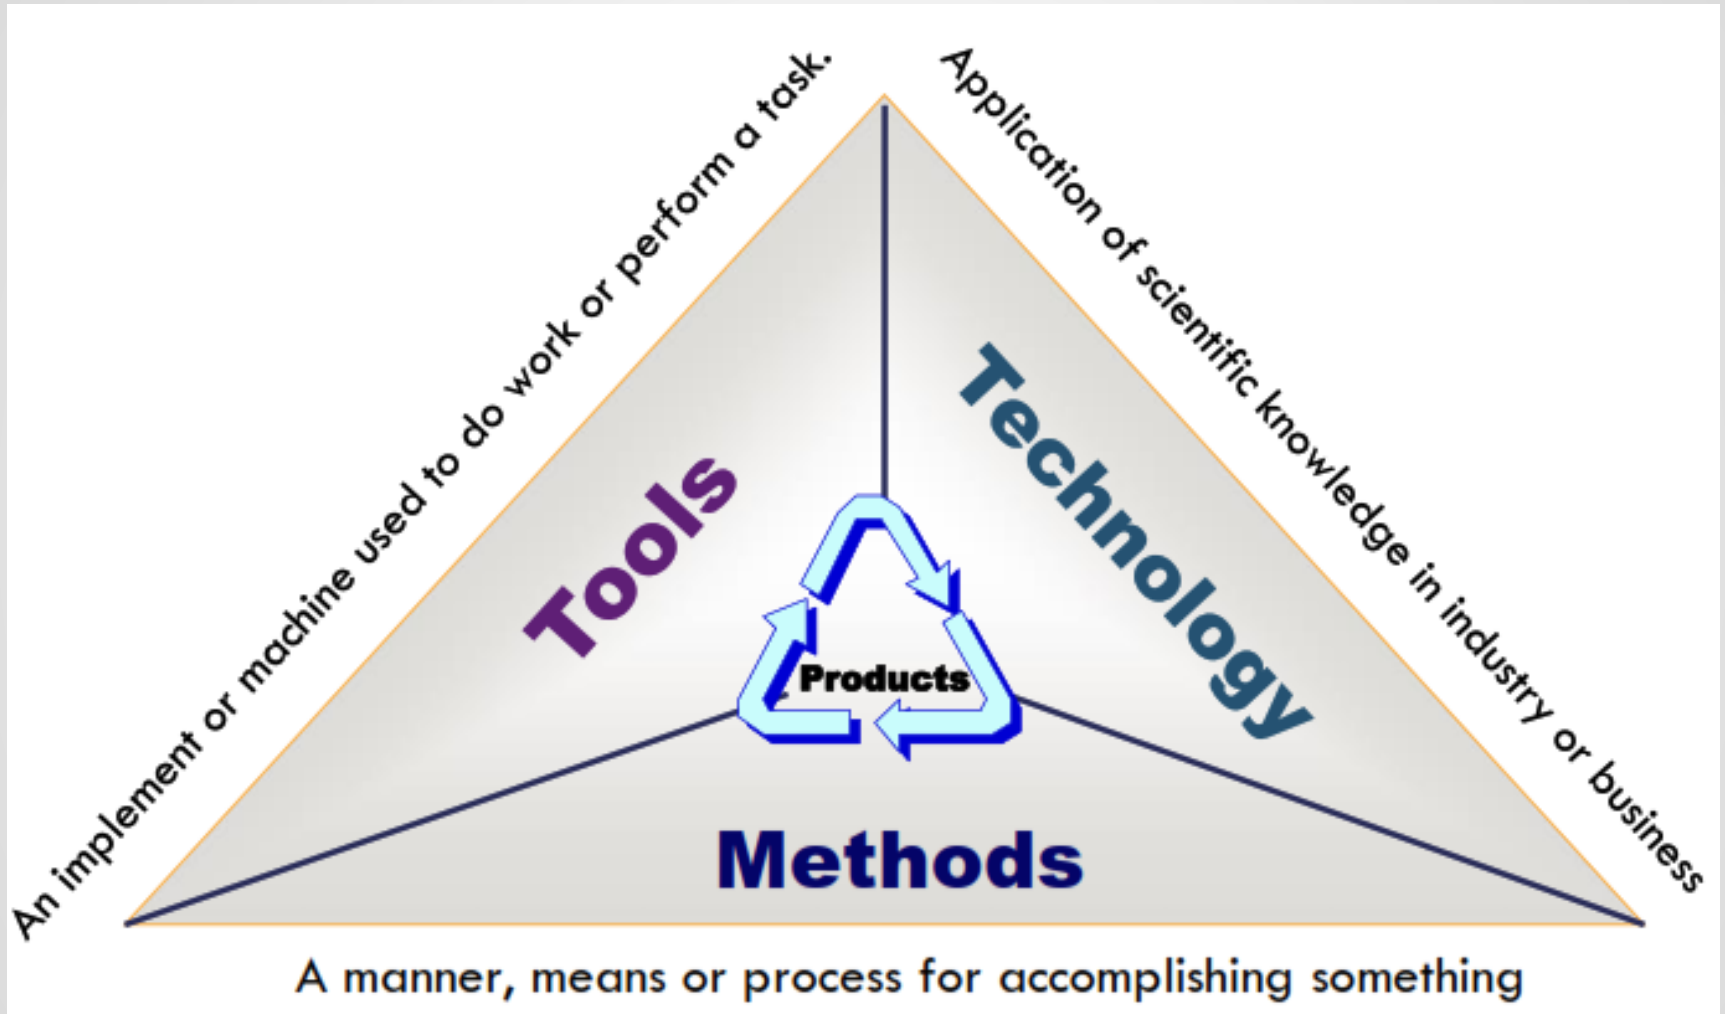 An implement or machine used to do work or perform a task.
Application of scientific knowledge in industry or business
Tools
Technology
Products
Methods
A manner, means or process for accomplishing something